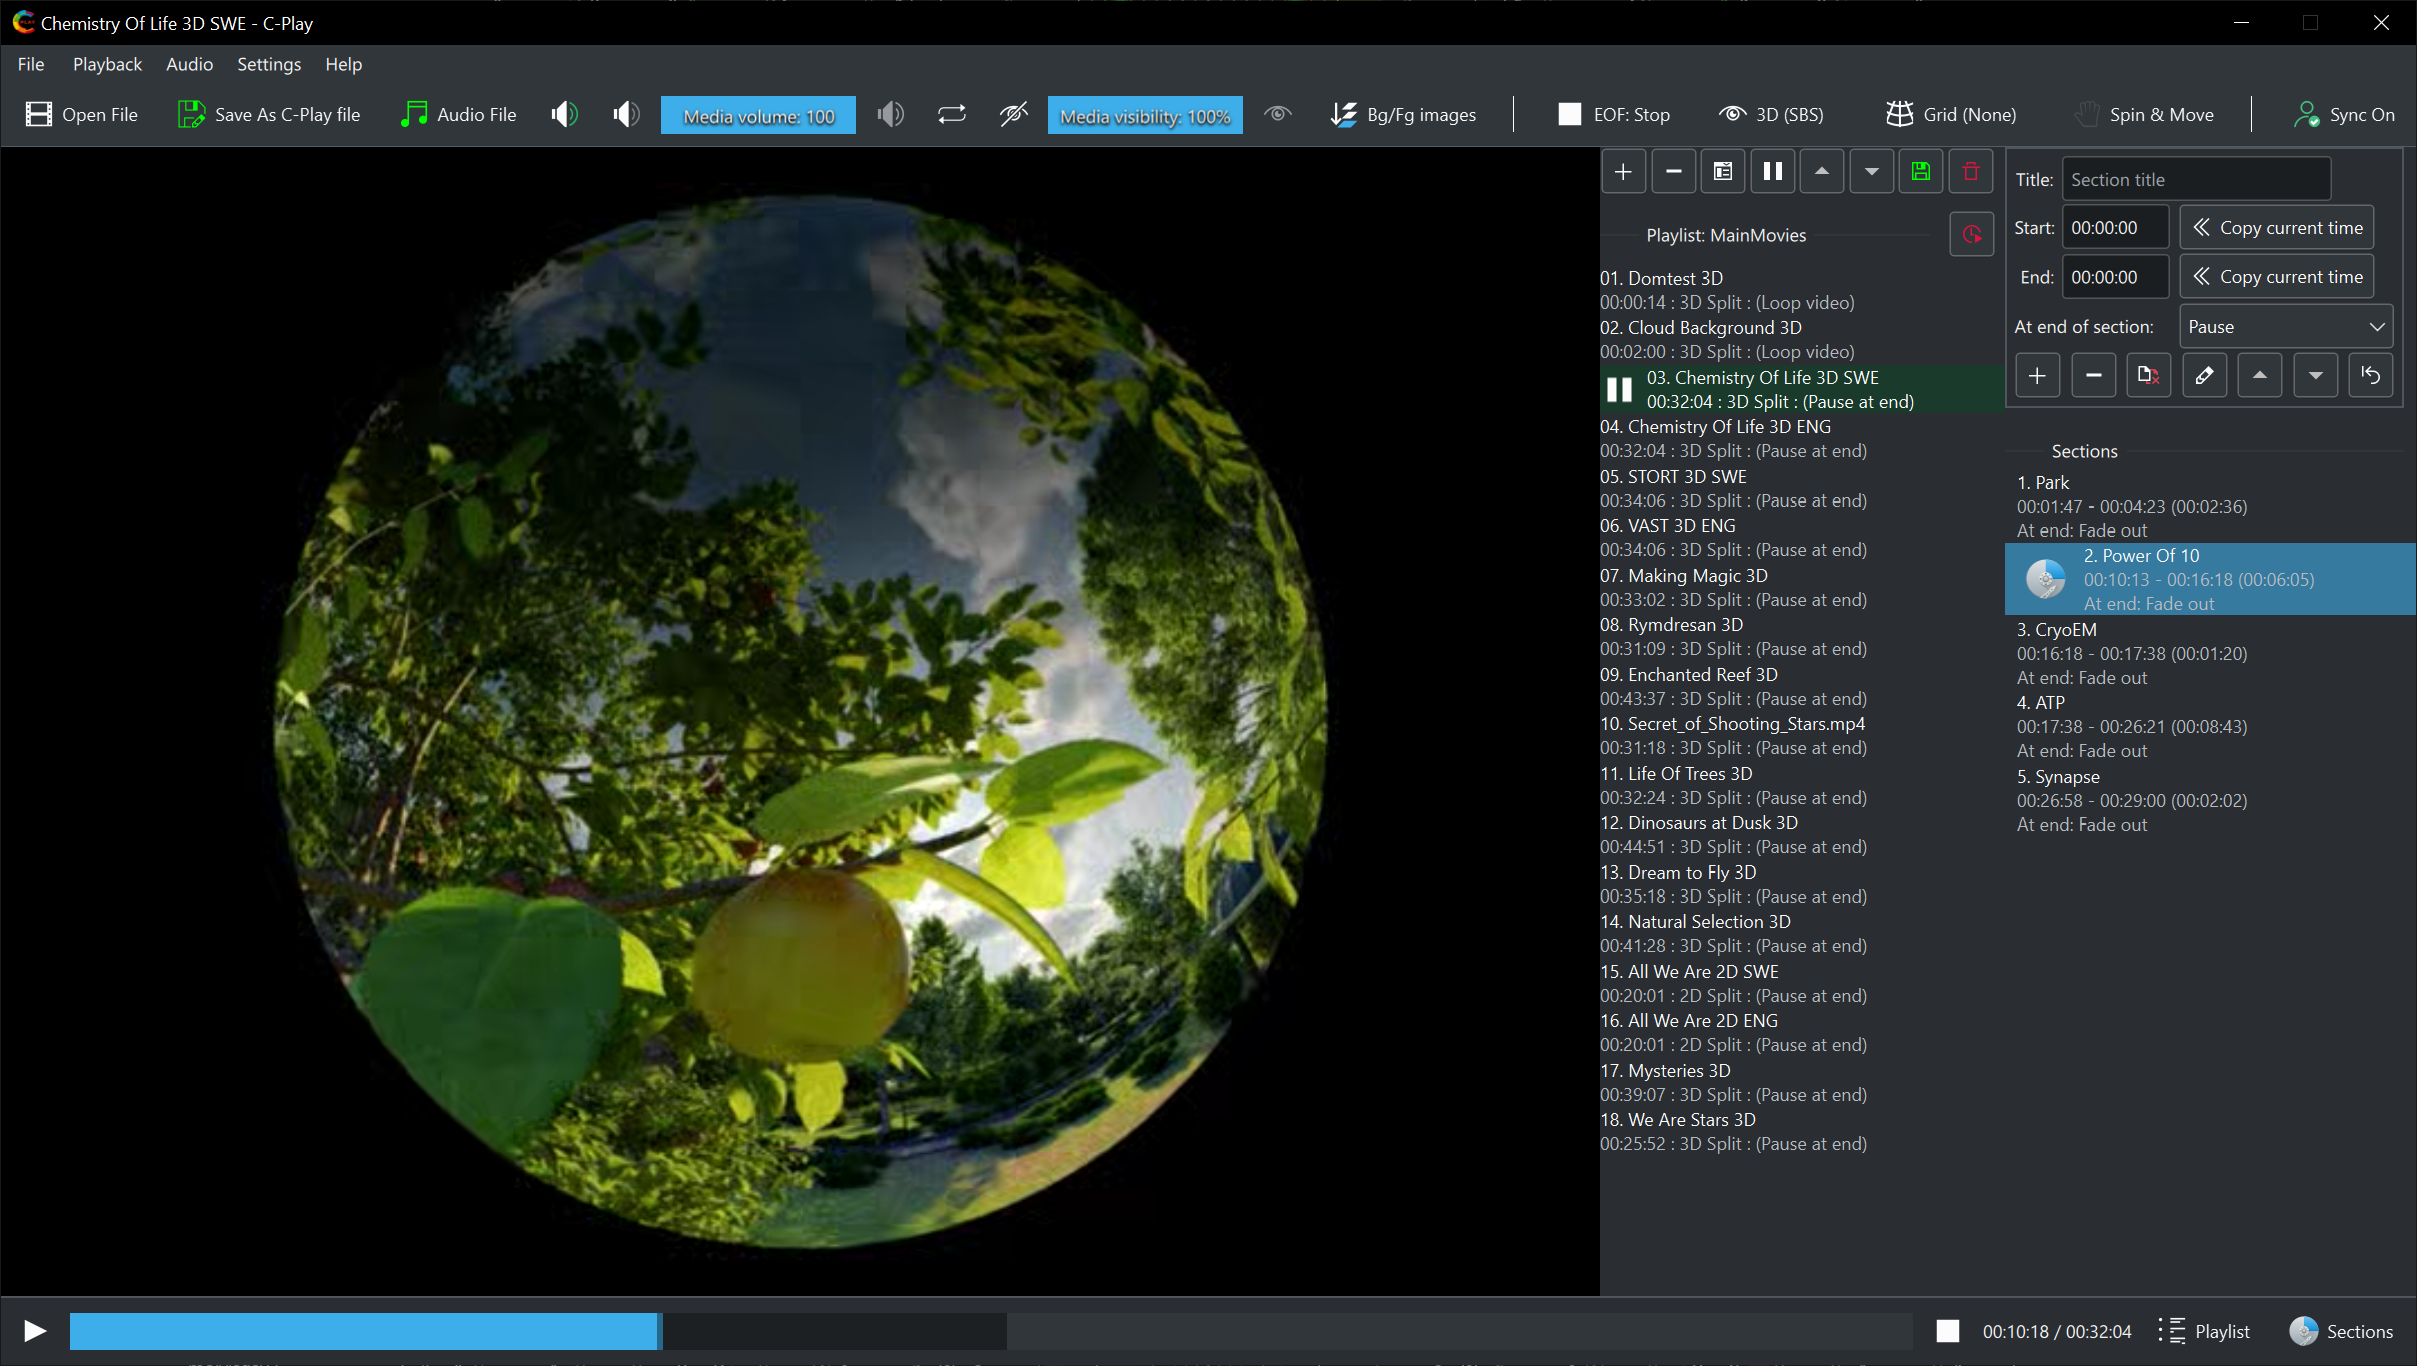 Chemistry Of Life 3D SWE - C-Play
File Playback Audio Settings Help
Open File Save As C-Play file Audio File Media volume: 100 Media visibility: 100% Bg/Fg images EOF: Stop 3D (SBS) Grid (None) Spin & Move Sync On
Playlist: MainMovies
01. Domtest 3D
00:00:14 : 3D Split : (Loop video)
02. Cloud Background 3D
00:02:00 : 3D Split : (Loop video)
03. Chemistry Of Life 3D SWE
00:32:04 : 3D Split : (Pause at end)
04. Chemistry Of Life 3D ENG
00:32:04 : 3D Split : (Pause at end)
05. STORT 3D SWE
00:34:06 : 3D Split : (Pause at end)
06. VAST 3D ENG
00:34:06 : 3D Split : (Pause at end)
07. Making Magic 3D
00:33:02 : 3D Split : (Pause at end)
08. Rymdresan 3D
00:31:09 : 3D Split : (Pause at end)
09. Enchanted Reef 3D
00:43:37 : 3D Split : (Pause at end)
10. Secret_of_Shooting_Stars.mp4
00:31:18 : 3D Split : (Pause at end)
11. Life Of Trees 3D
00:32:24 : 3D Split : (Pause at end)
12. Dinosaurs at Dusk 3D
00:44:51 : 3D Split : (Pause at end)
13. Dream to Fly 3D
00:35:18 : 3D Split : (Pause at end)
14. Natural Selection 3D
00:41:28 : 3D Split : (Pause at end)
15. All We Are 2D SWE
00:20:01 : 2D Split : (Pause at end)
16. All We Are 2D ENG
00:20:01 : 2D Split : (Pause at end)
17. Mysteries 3D
00:39:07 : 3D Split : (Pause at end)
18. We Are Stars 3D
00:25:52 : 3D Split : (Pause at end)
Title: Section title
Start: 00:00:00 Copy current time
End: 00:00:00 Copy current time
At end of section: Pause
Sections
1. Park
00:01:47 - 00:04:23 (00:02:36)
At end: Fade out
2. Power Of 10
00:10:13 - 00:16:18 (00:06:05)
At end: Fade out
3. CryoEM
00:16:18 - 00:17:38 (00:01:20)
At end: Fade out
4. ATP
00:17:38 - 00:26:21 (00:08:43)
At end: Fade out
5. Synapse
00:26:58 - 00:29:00 (00:02:02)
At end: Fade out
00:10:18 / 00:32:04 Playlist Sections